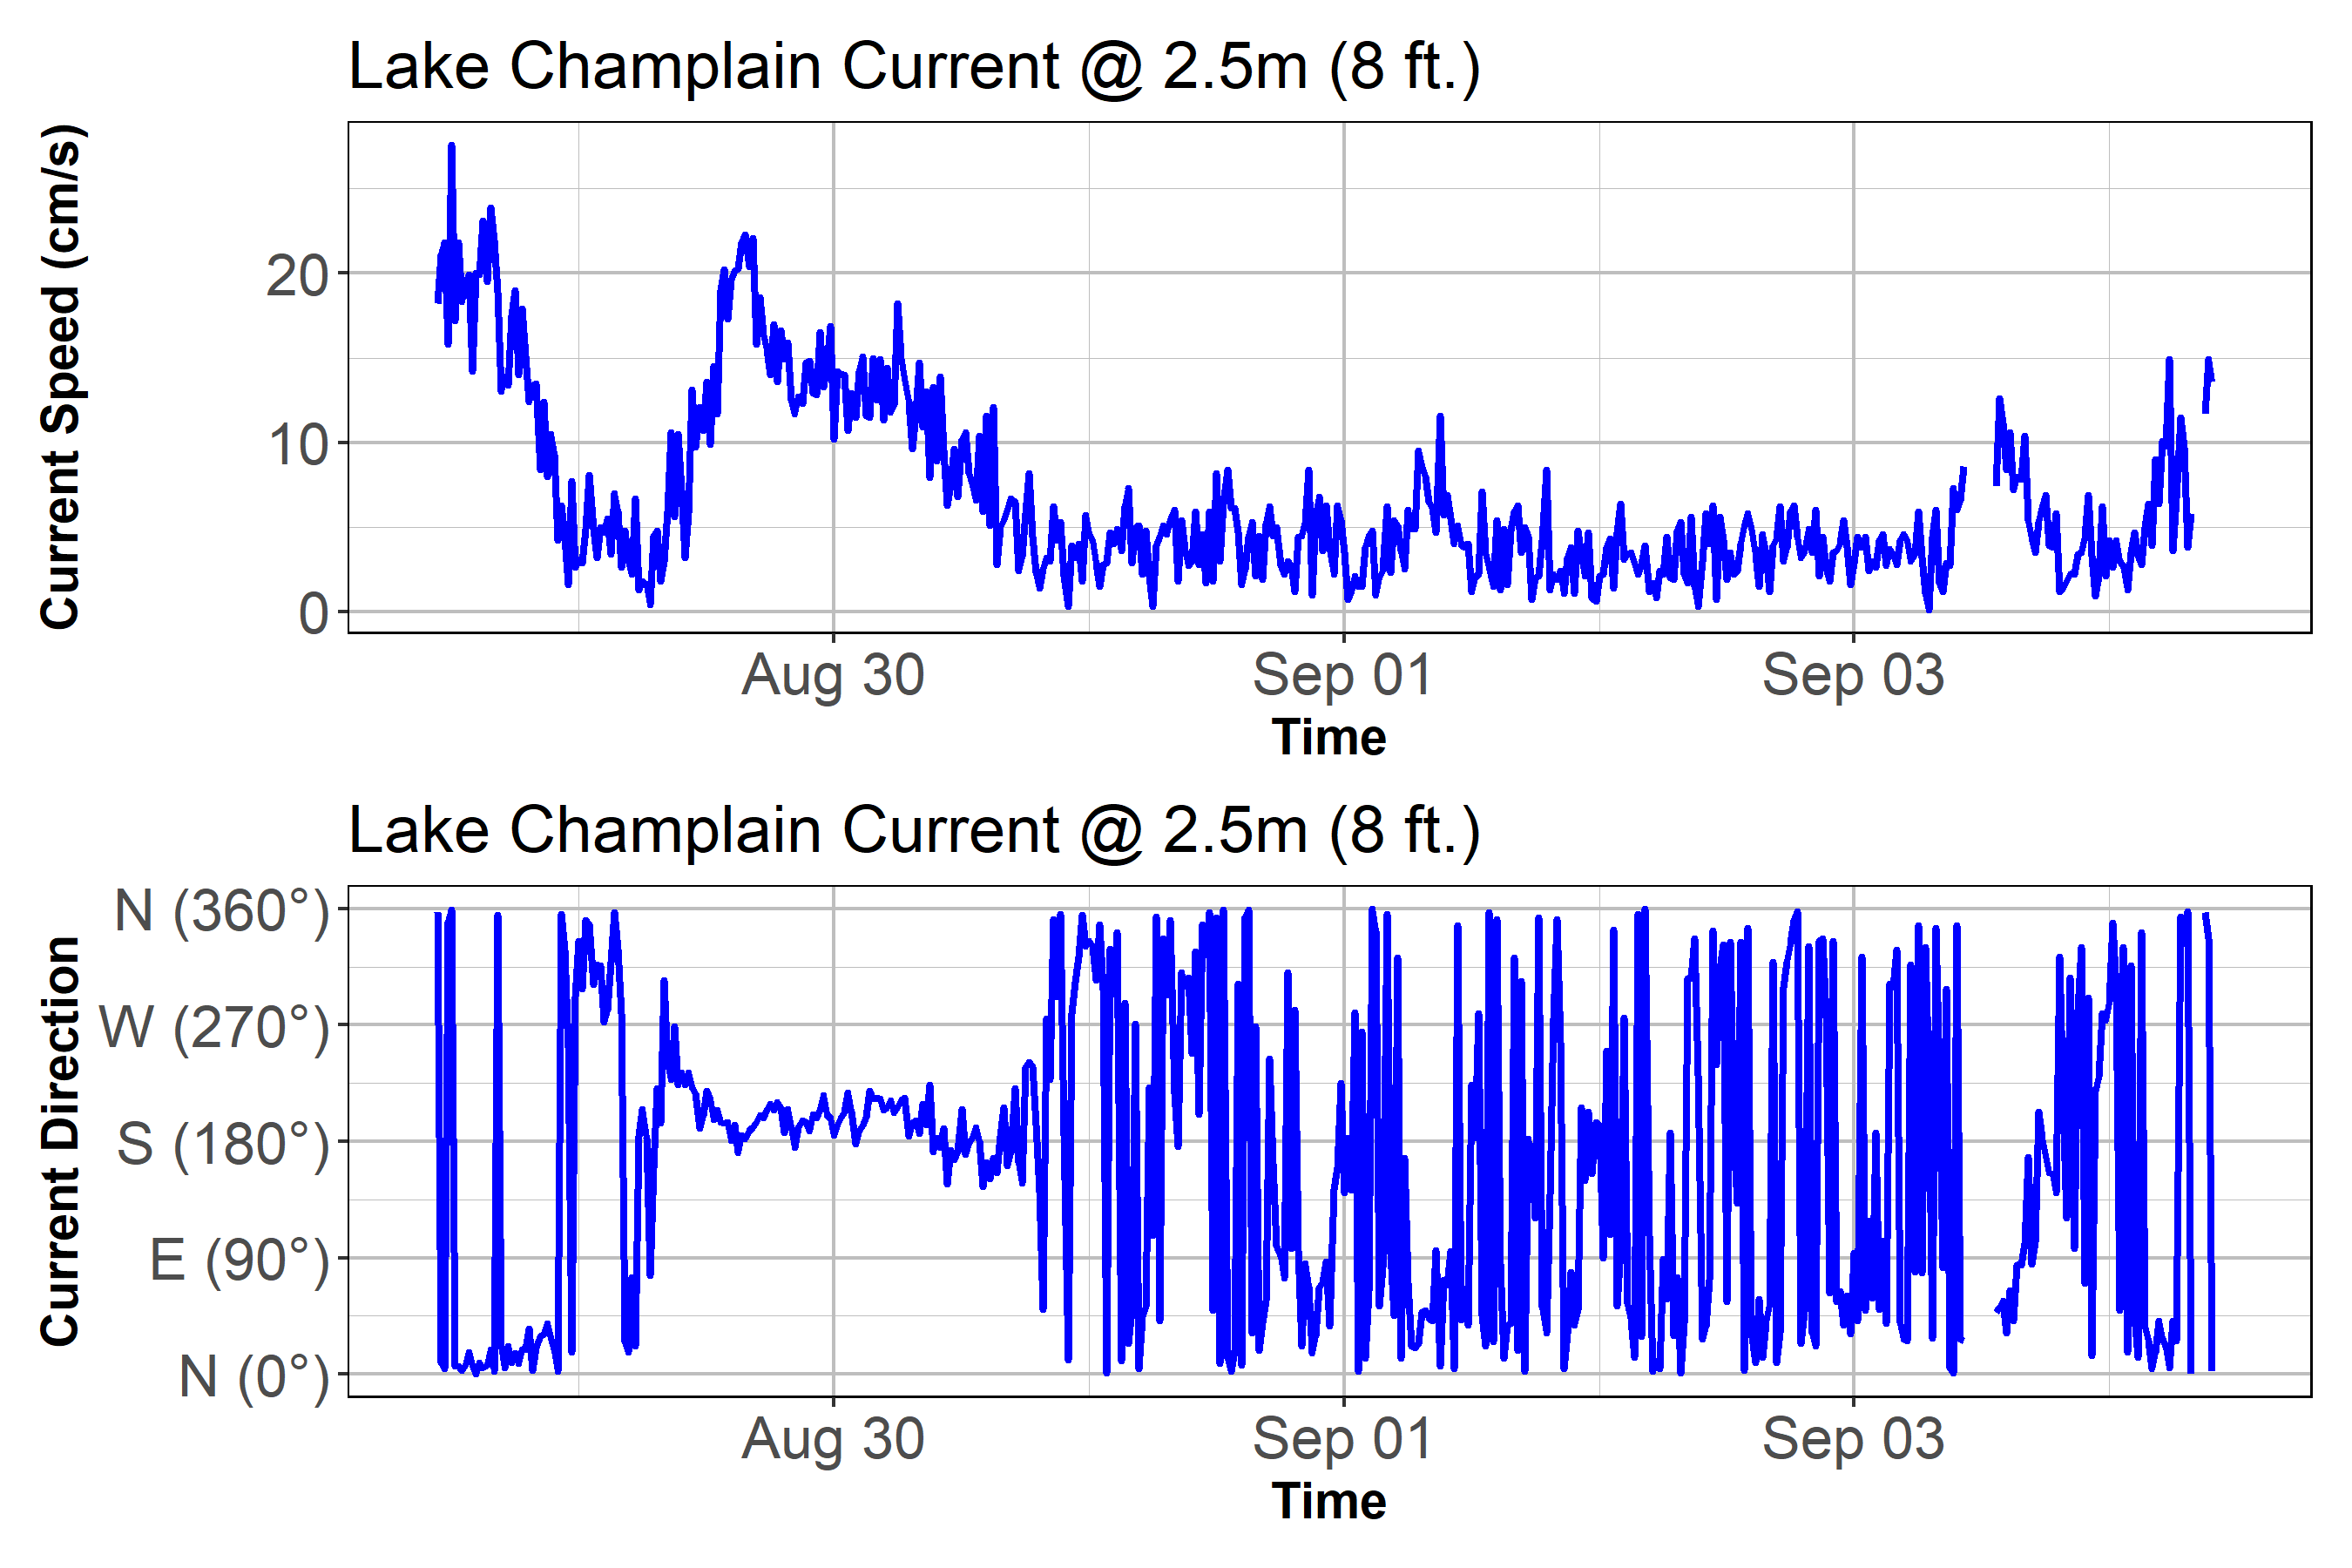 Lake Champlain Current @ 2.5m (8 ft.)
Current Speed (cm/s)
20
10
0
Aug 30
Sep 01
Sep 03
Time
Lake Champlain Current @ 2.5m (8 ft.)
Current Direction
N (360°)
W (270°)
S (180°)
E (90°)
N (0°)
Aug 30
Sep 01
Sep 03
Time